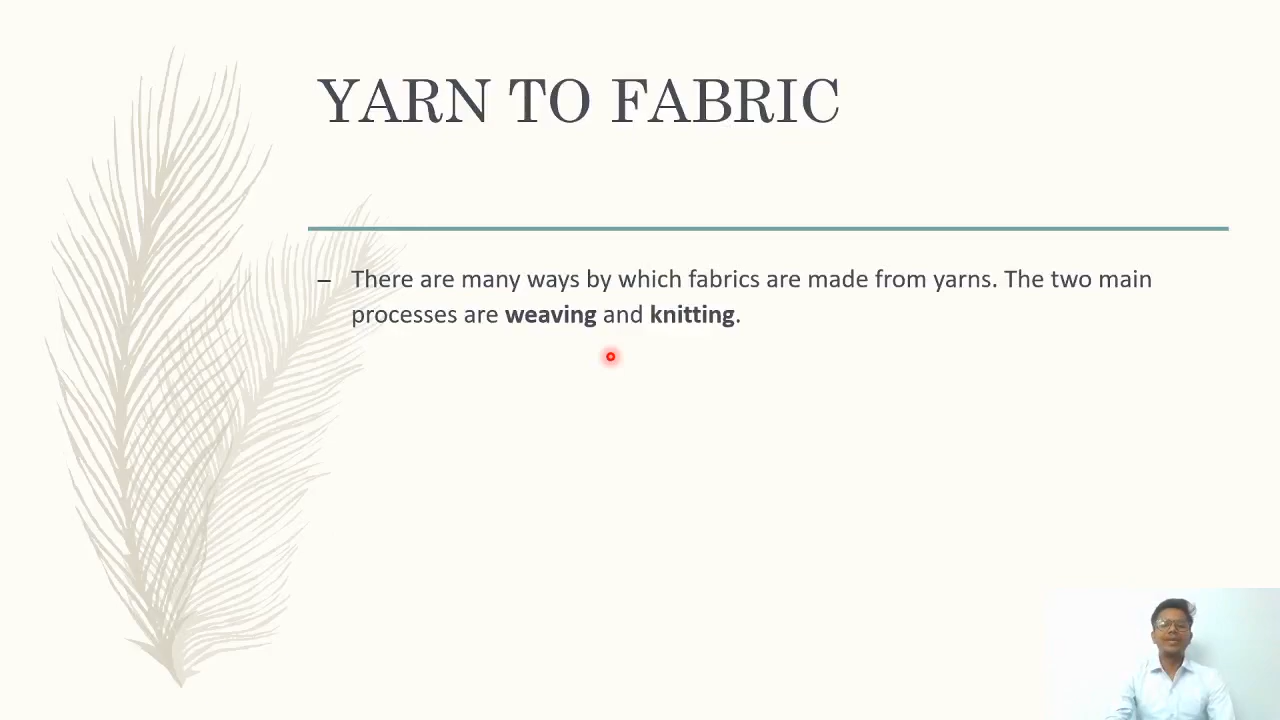 YARN TO FABRIC
– There are many ways by which fabrics are made from yarns. The two main
processes are weaving and knitting.